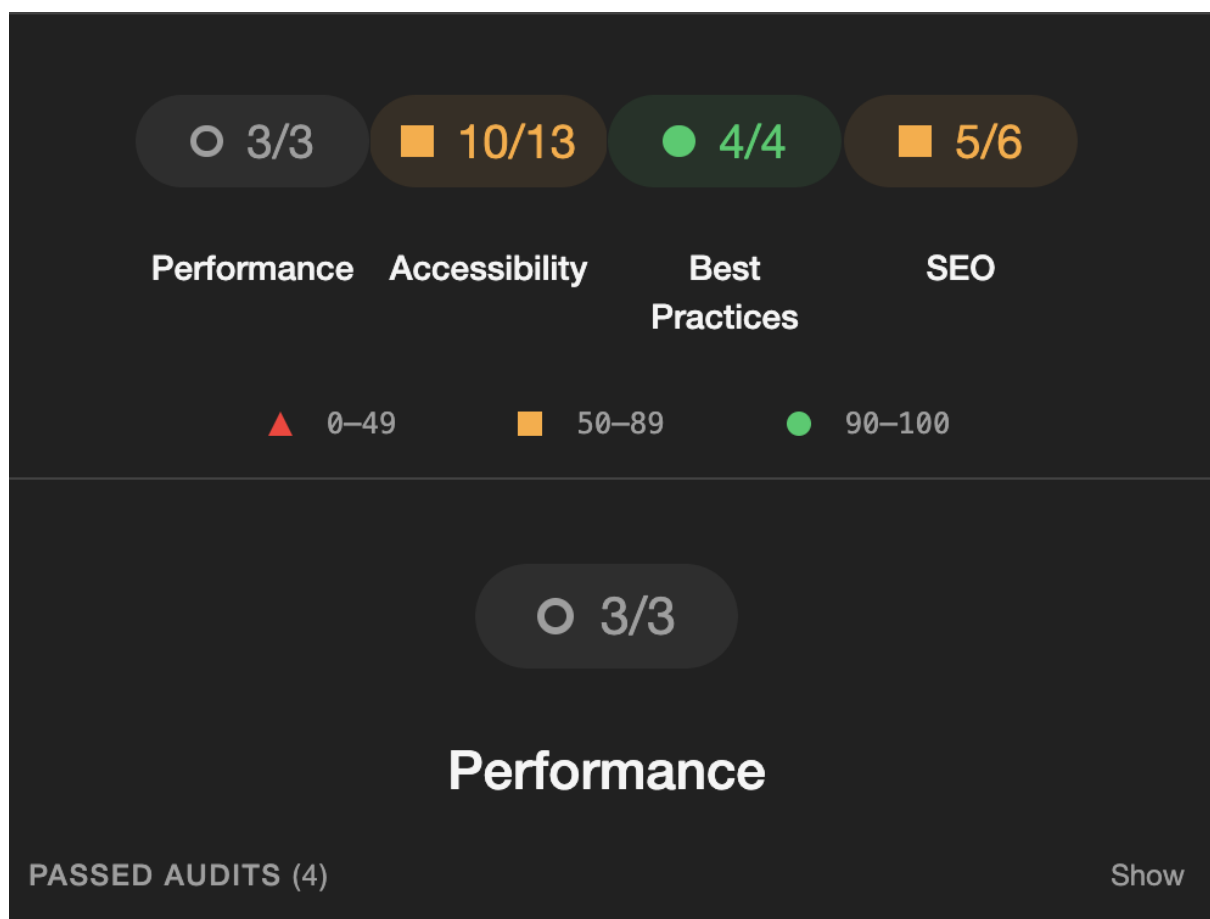 3/3 10/13 4/4 5/6
Performance Accessibility Best Practices SEO
0–49 50–89 90–100
3/3
Performance
PASSED AUDITS (4) Show